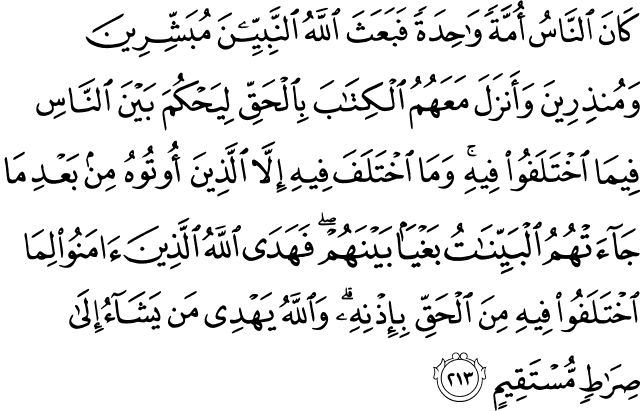 كَانَ ٱلنَّاسُ أُمَّةٗ وَٰحِدَةٗ فَبَعَثَ ٱللَّهُ ٱلنَّبِيِّـۧنَ مُبَشِّرِينَ
وَمُنذِرِينَ وَأَنزَلَ مَعَهُمُ ٱلۡكِتَٰبَ بِٱلۡحَقِّ لِيَحۡكُمَ بَيۡنَ ٱلنَّاسِ
فِيمَا ٱخۡتَلَفُواْ فِيهِۚ وَمَا ٱخۡتَلَفَ فِيهِ إِلَّا ٱلَّذِينَ أُوتُوهُ مِنۢ بَعۡدِ مَا
جَآءَتۡهُمُ ٱلۡبَيِّنَٰتُ بَغۡيَۢا بَيۡنَهُمۡۖ فَهَدَى ٱللَّهُ ٱلَّذِينَ ءَامَنُواْ لِمَا
ٱخۡتَلَفُواْ فِيهِ مِنَ ٱلۡحَقِّ بِإِذۡنِهِۦۗ وَٱللَّهُ يَهۡدِي مَن يَشَآءُ إِلَىٰ
صِرَٰطٖ مُّسۡتَقِيمٍ ٢١٣